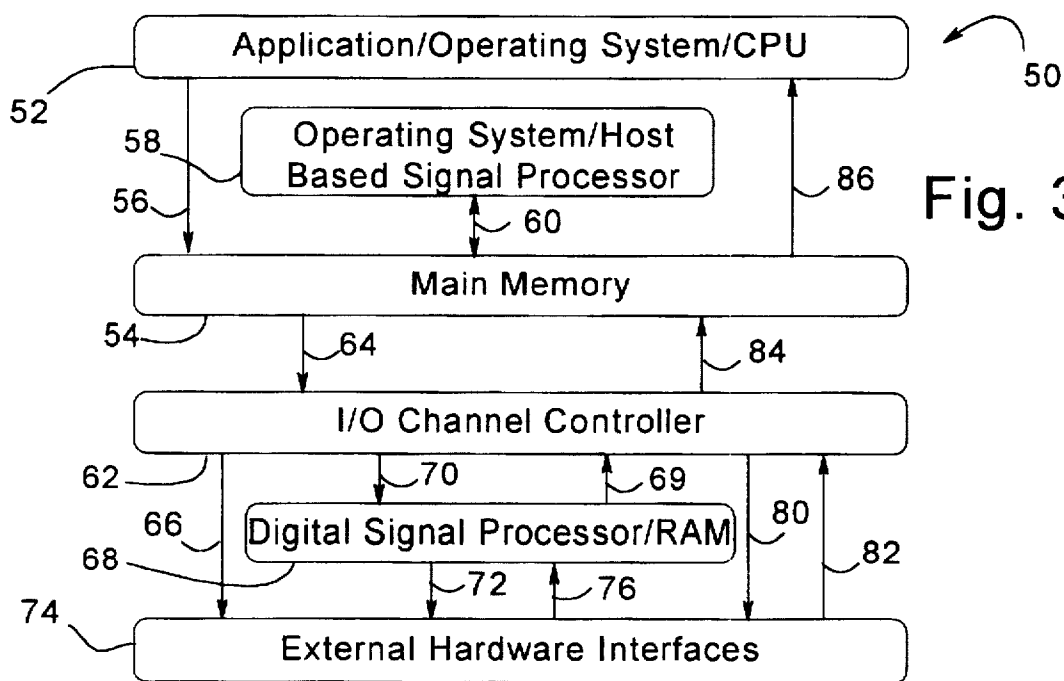 Application/Operating System/CPU
50
52
58
Operating System/Host
Based Signal Processor
86
Fig. 3
56
60
Main Memory
54
64
84
I/O Channel Controller
62
70
69
80
66
Digital Signal Processor/RAM
82
68
72
76
74
External Hardware Interfaces